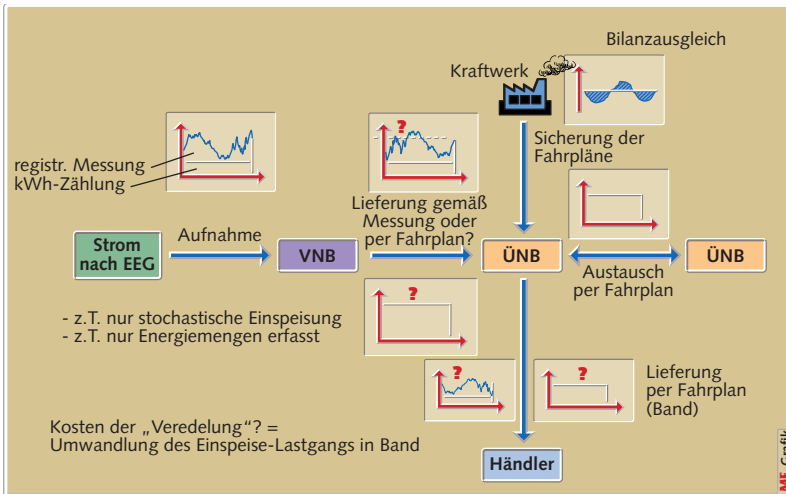 Bilanzausgleich
Kraftwerk
Sicherung der
Fahrpläne
registr. Messung
kWh-Zählung
?
Lieferung gemäß
Messung oder
per Fahrplan?
Strom
nach EEG
Aufnahme
VNB
ÜNB
Austausch
per Fahrplan
ÜNB
?
- z.T. nur stochastische Einspeisung
- z.T. nur Energiemengen erfasst
?
?
Lieferung
per Fahrplan
(Band)
Kosten der „Veredelung"? =
Umwandlung des Einspeise-Lastgangs in Band
Händler
ME-Grafik